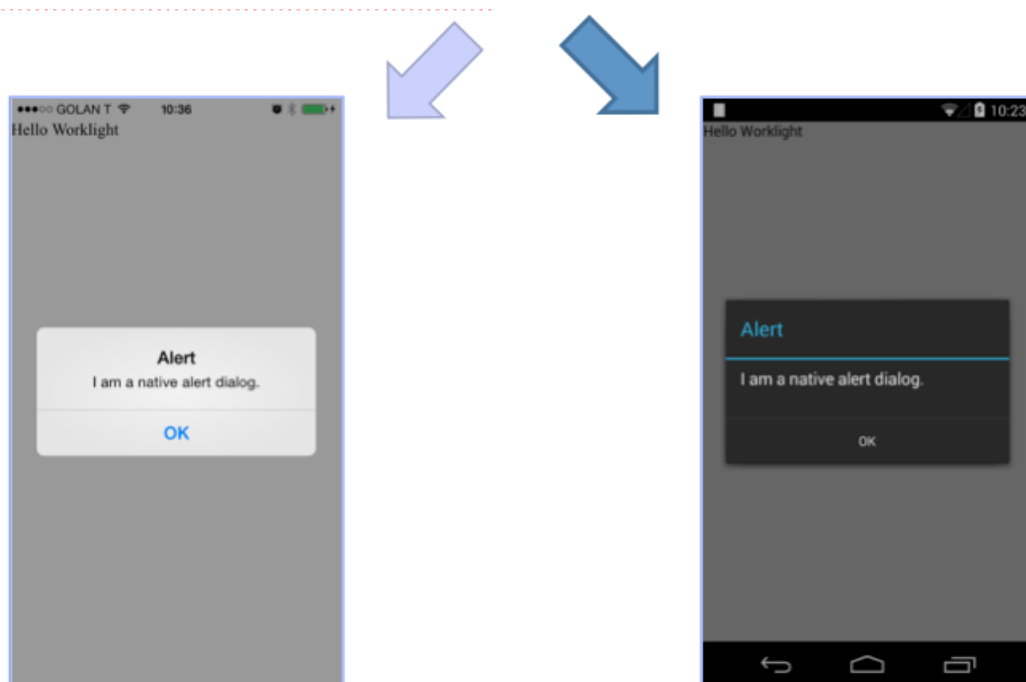 GOLAN T 10:36
Hello Worklight
Alert
I am a native alert dialog.
OK
10:23
Hello Worklight
Alert
I am a native alert dialog.
OK